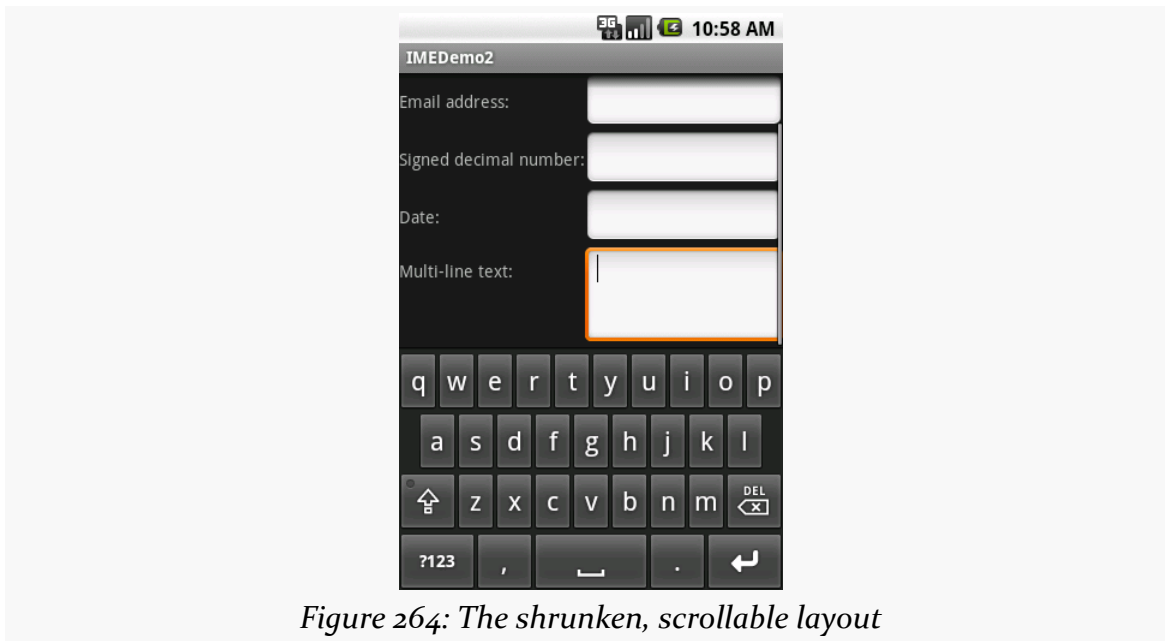 3G 10:58 AM
IMEDemo2
Email address:
Signed decimal number:
Date:
Multi-line text:
q w e r t y u i o p
a s d f g h j k l
z x c v b n m DEL
?123 , .
Figure 264: The shrunken, scrollable layout